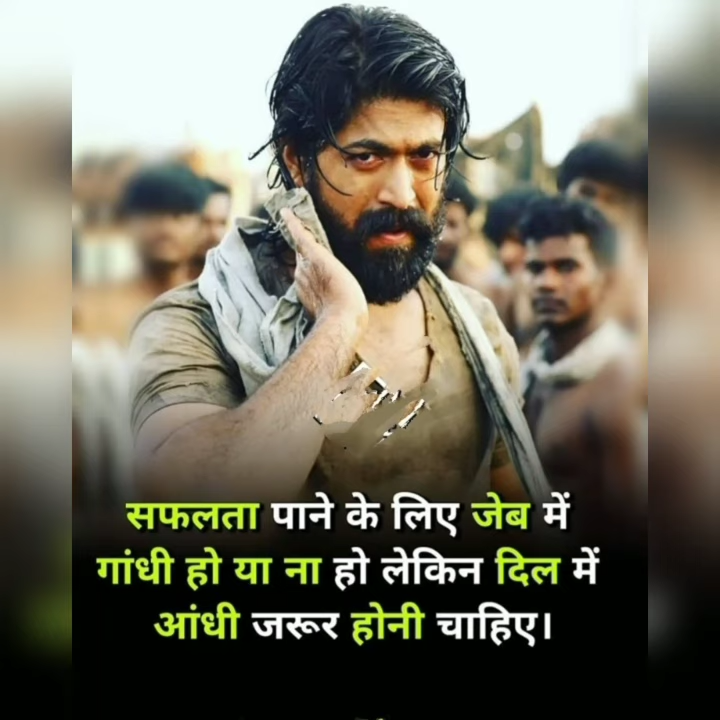 सफलता पाने के लिए जेब में
गांधी हो या ना हो लेकिन दिल में
आंधी जरूर होनी चाहिए।